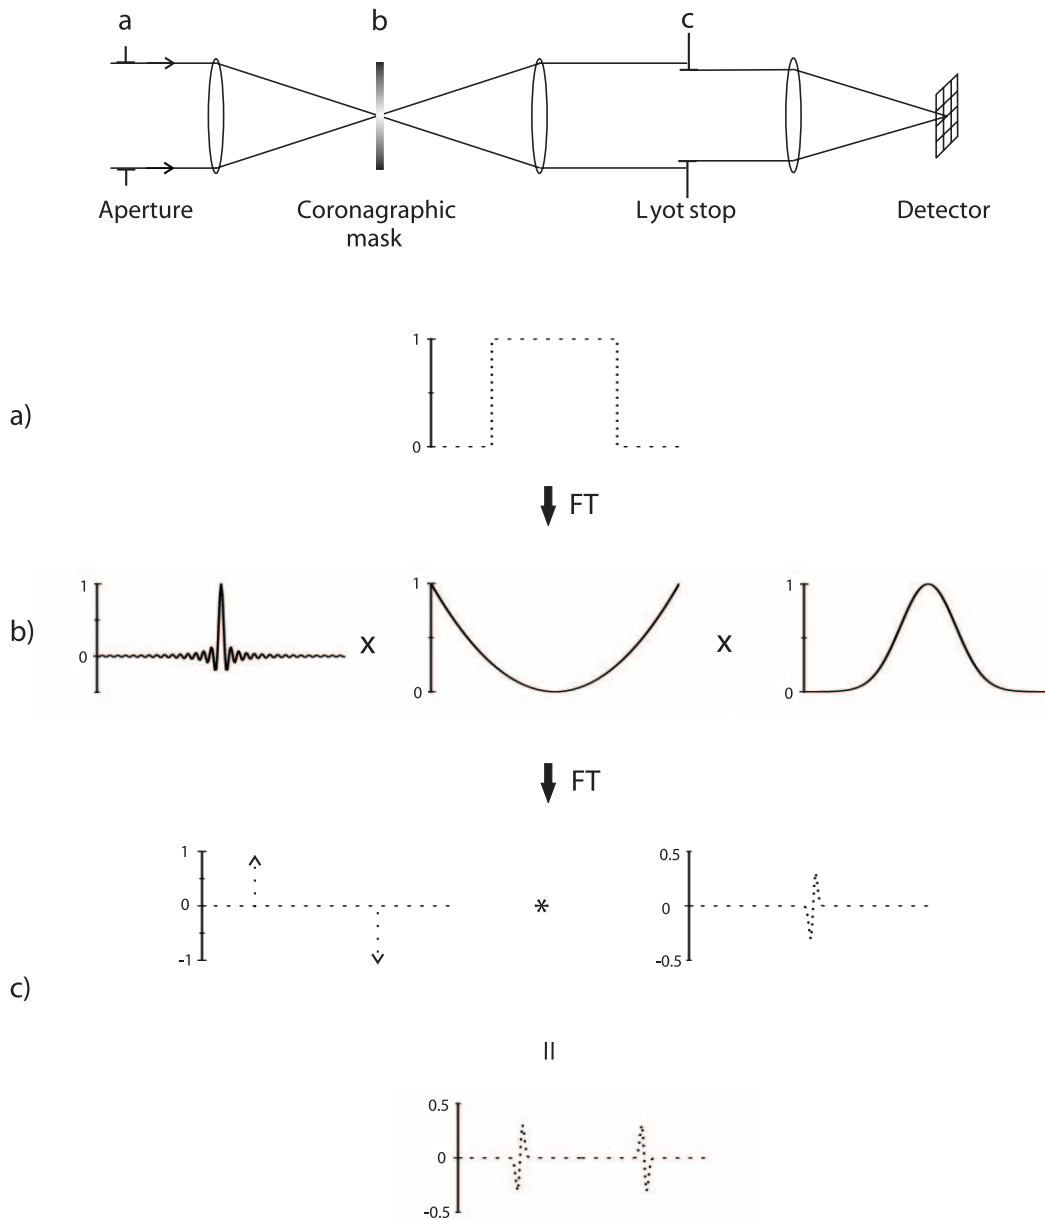 a b c
Aperture Coronagraphic Lyot stop Detector
mask
1
a)
0
FT
1 1 1
b) 0 x x
0 0
FT
1 0.5
0 * 0
-1 -0.5
c)
=
0.5
0
-0.5